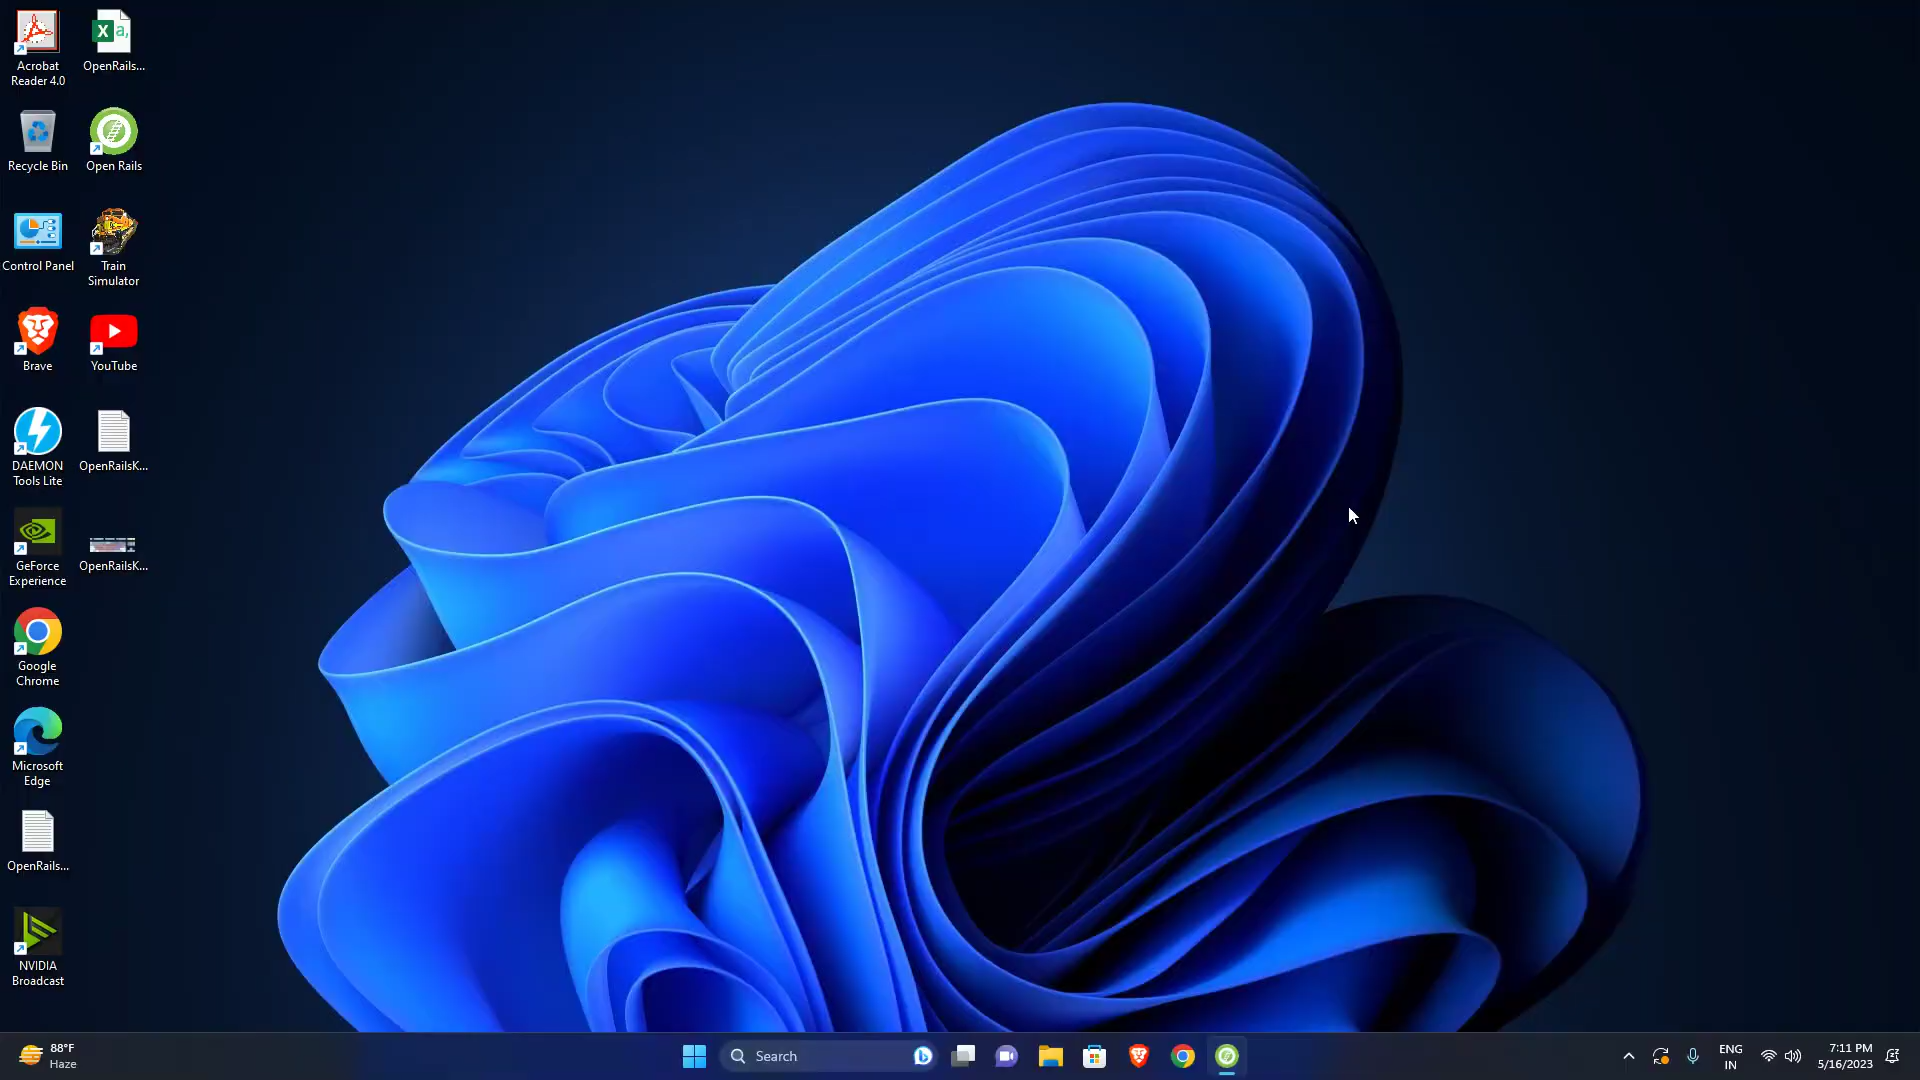 Acrobat
Reader 4.0
OpenRails...
Recycle Bin
Open Rails
Control Panel
Train
Simulator
Brave
YouTube
DAEMON
Tools Lite
OpenRailsK...
GeForce
Experience
OpenRailsK...
Google
Chrome
Microsoft
Edge
OpenRails...
NVIDIA
Broadcast
88°F
Haze
Search
ENG
IN
7:11 PM
5/16/2023